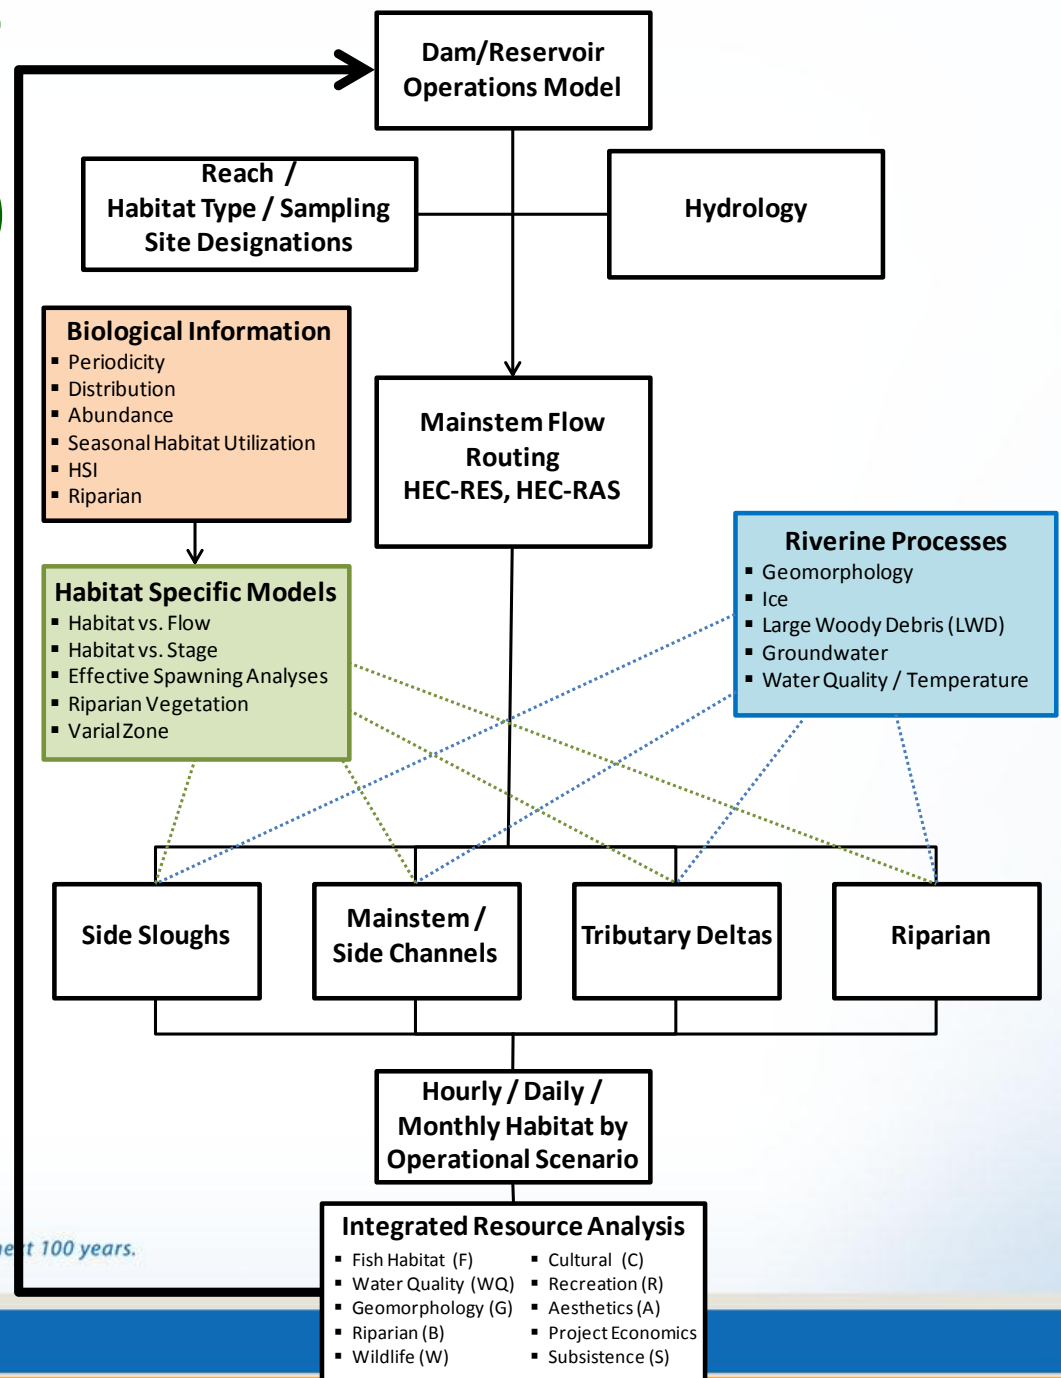 Dam/Reservoir
Operations Model
Reach /
Habitat Type / Sampling
Site Designations
Hydrology
Biological Information
▪ Periodicity
▪ Distribution
▪ Abundance
▪ Seasonal Habitat Utilization
▪ HSI
▪ Riparian
Mainstem Flow
Routing
HEC-RES, HEC-RAS
Riverine Processes
▪ Geomorphology
▪ Ice
▪ Large Woody Debris (LWD)
▪ Groundwater
▪ Water Quality / Temperature
Habitat Specific Models
▪ Habitat vs. Flow
▪ Habitat vs. Stage
▪ Effective Spawning Analyses
▪ Riparian Vegetation
▪ Varial Zone
Side Sloughs
Mainstem /
Side Channels
Tributary Deltas
Riparian
Hourly / Daily /
Monthly Habitat by
Operational Scenario
Integrated Resource Analysis
▪ Fish Habitat (F)
▪ Water Quality (WQ)
▪ Geomorphology (G)
▪ Riparian (B)
▪ Wildlife (W)
▪ Cultural (C)
▪ Recreation (R)
▪ Aesthetics (A)
▪ Project Economics
▪ Subsistence (S)
100 years.